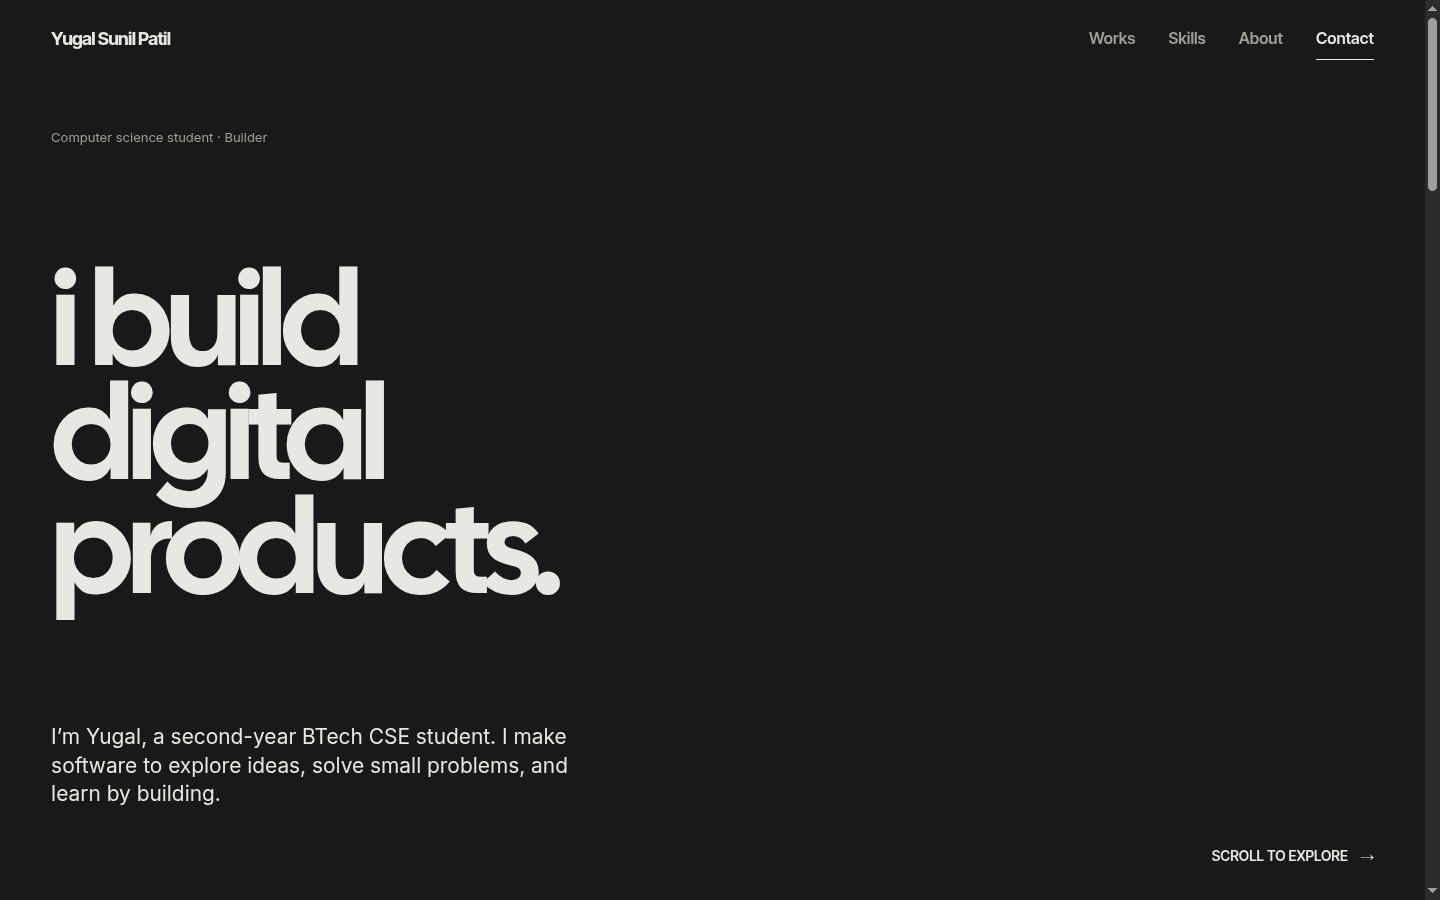 Yugal Sunil Patil
Works
Skills
About
Contact
Computer science student · Builder
i build
digital
products.
I’m Yugal, a second-year BTech CSE student. I make
software to explore ideas, solve small problems, and
learn by building.
SCROLL TO EXPLORE →